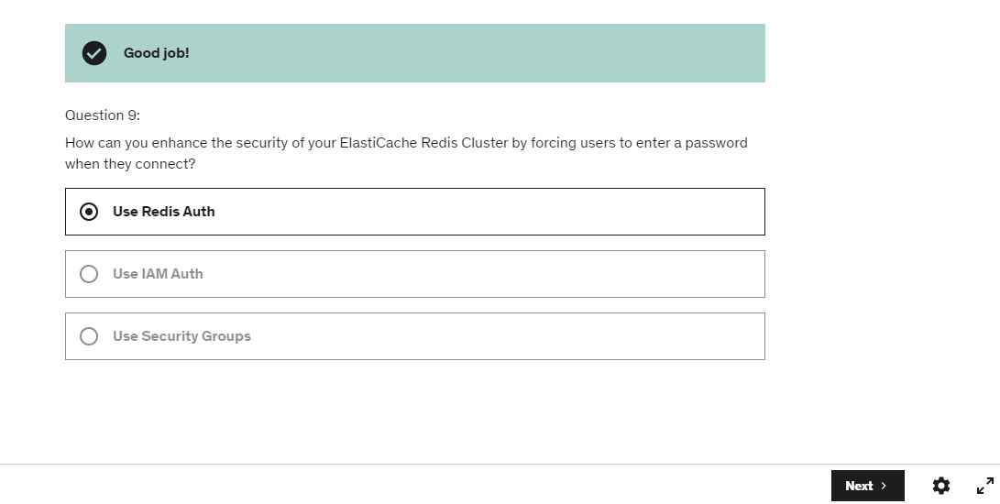 Good job!
Question 9:
How can you enhance the security of your ElastiCache Redis Cluster by forcing users to enter a password
when they connect?
Use Redis Auth
Use IAM Auth
Use Security Groups
Next